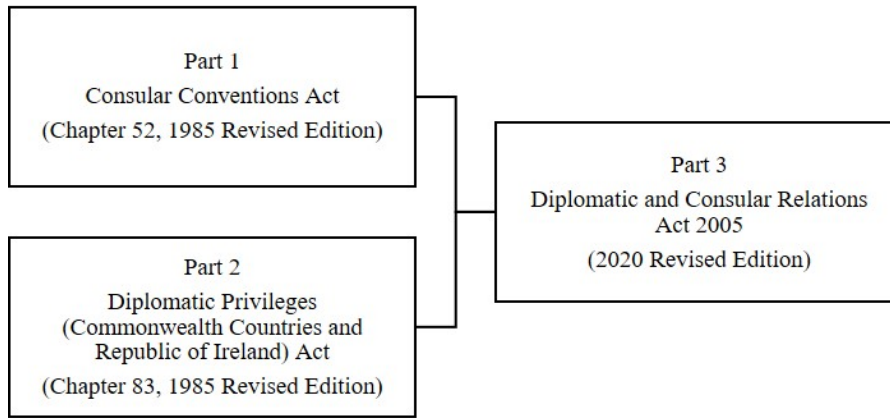 Part 1
Consular Conventions Act
(Chapter 52, 1985 Revised Edition)
Part 2
Diplomatic Privileges
(Commonwealth Countries and
Republic of Ireland) Act
(Chapter 83, 1985 Revised Edition)
Part 3
Diplomatic and Consular Relations
Act 2005
(2020 Revised Edition)